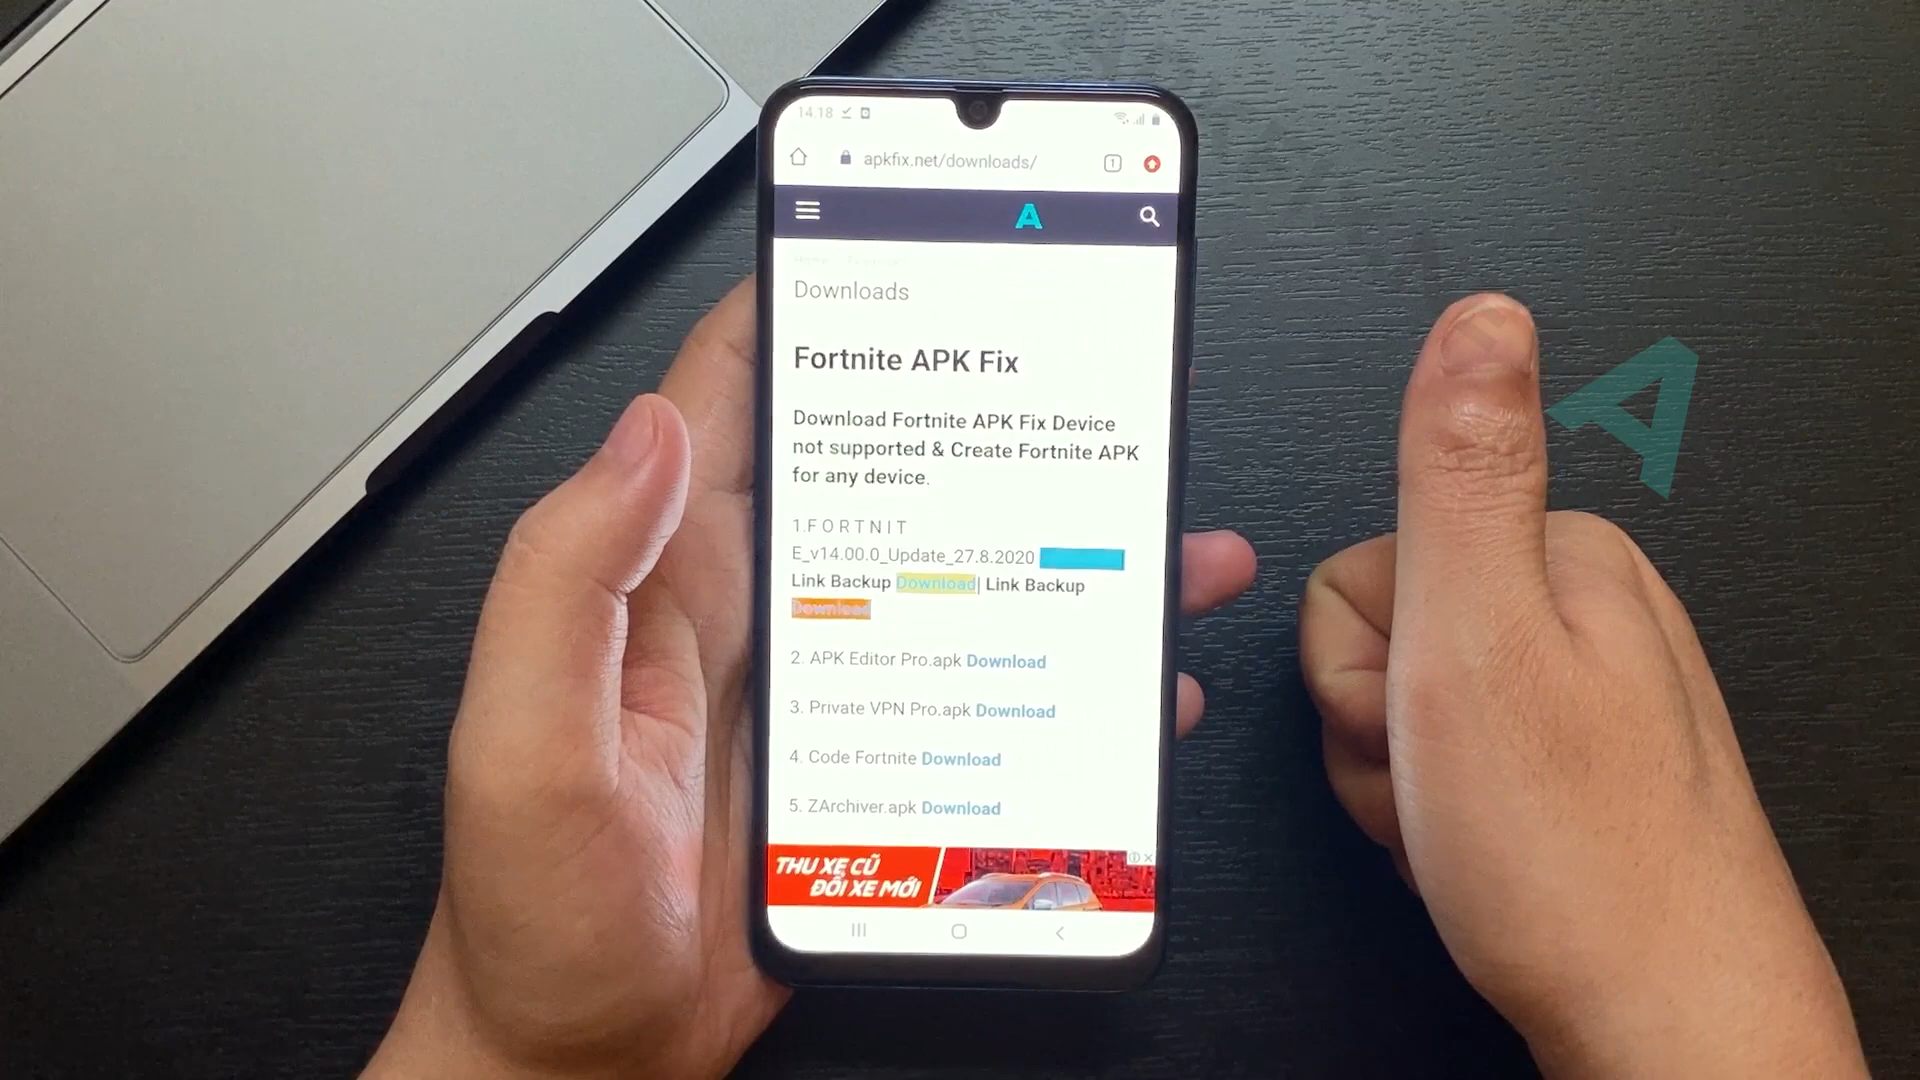 14.18
apkfix.net/downloads/
1
A
Downloads
Fortnite APK Fix
Download Fortnite APK Fix Device
not supported & Create Fortnite APK
for any device.
1.F O R T N I T
E_v14.00.0_Update_27.8.2020
Link Backup Download| Link Backup
Download
2. APK Editor Pro.apk Download
3. Private VPN Pro.apk Download
4. Code Fortnite Download
5. ZArchiver.apk Download
THU XE CŨ
ĐỔI XE MỚI
A